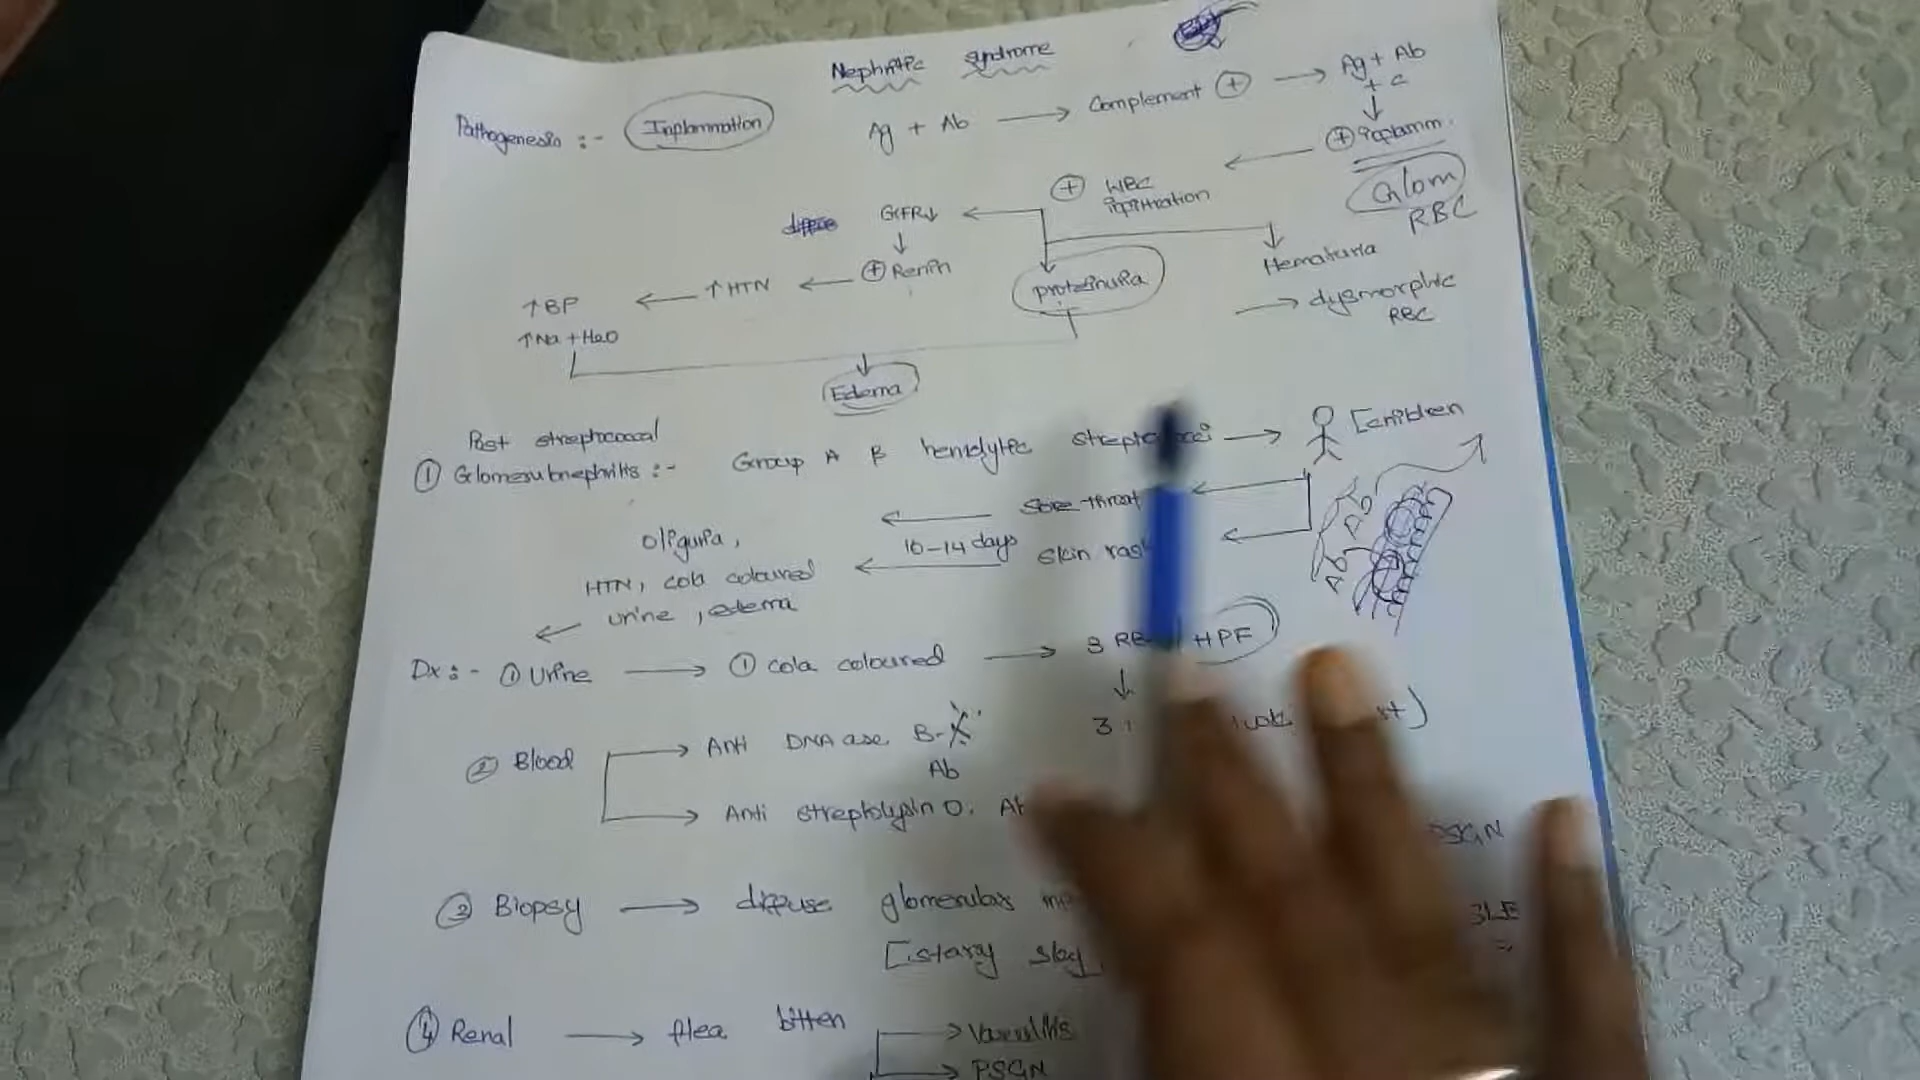 Nephritic syndrome
Pathogenesis :- Inflammation Ag + Ab → Complement ⊕ → Ag + Ab
+ C
↓
⊕ inflamm.
⊕ WBC
infiltration
Glom
RBC
GFR↓
↓
⊕ Renin
Hematuria
→ dysmorphic
RBC
proteinuria
↑BP ← ↑HTN ←
↑Na + H2O
Edema
Post streptococcal
① Glomerulonephritis :- Group A β hemolytic → [children
sore throat
10-14 days
skin
Ab
Ab
oliguria,
HTN, cola coloured
urine, edema
Dx :- ① Urine → ① cola coloured → 3 / HPF
↓
3
② Blood → Anti DNA ase B-
Ab
→ Anti streptolysin O.
③ Biopsy → diffuse glomerular
[starry sky
④ Renal → flea bitten → Vasculitis
→ PSGN